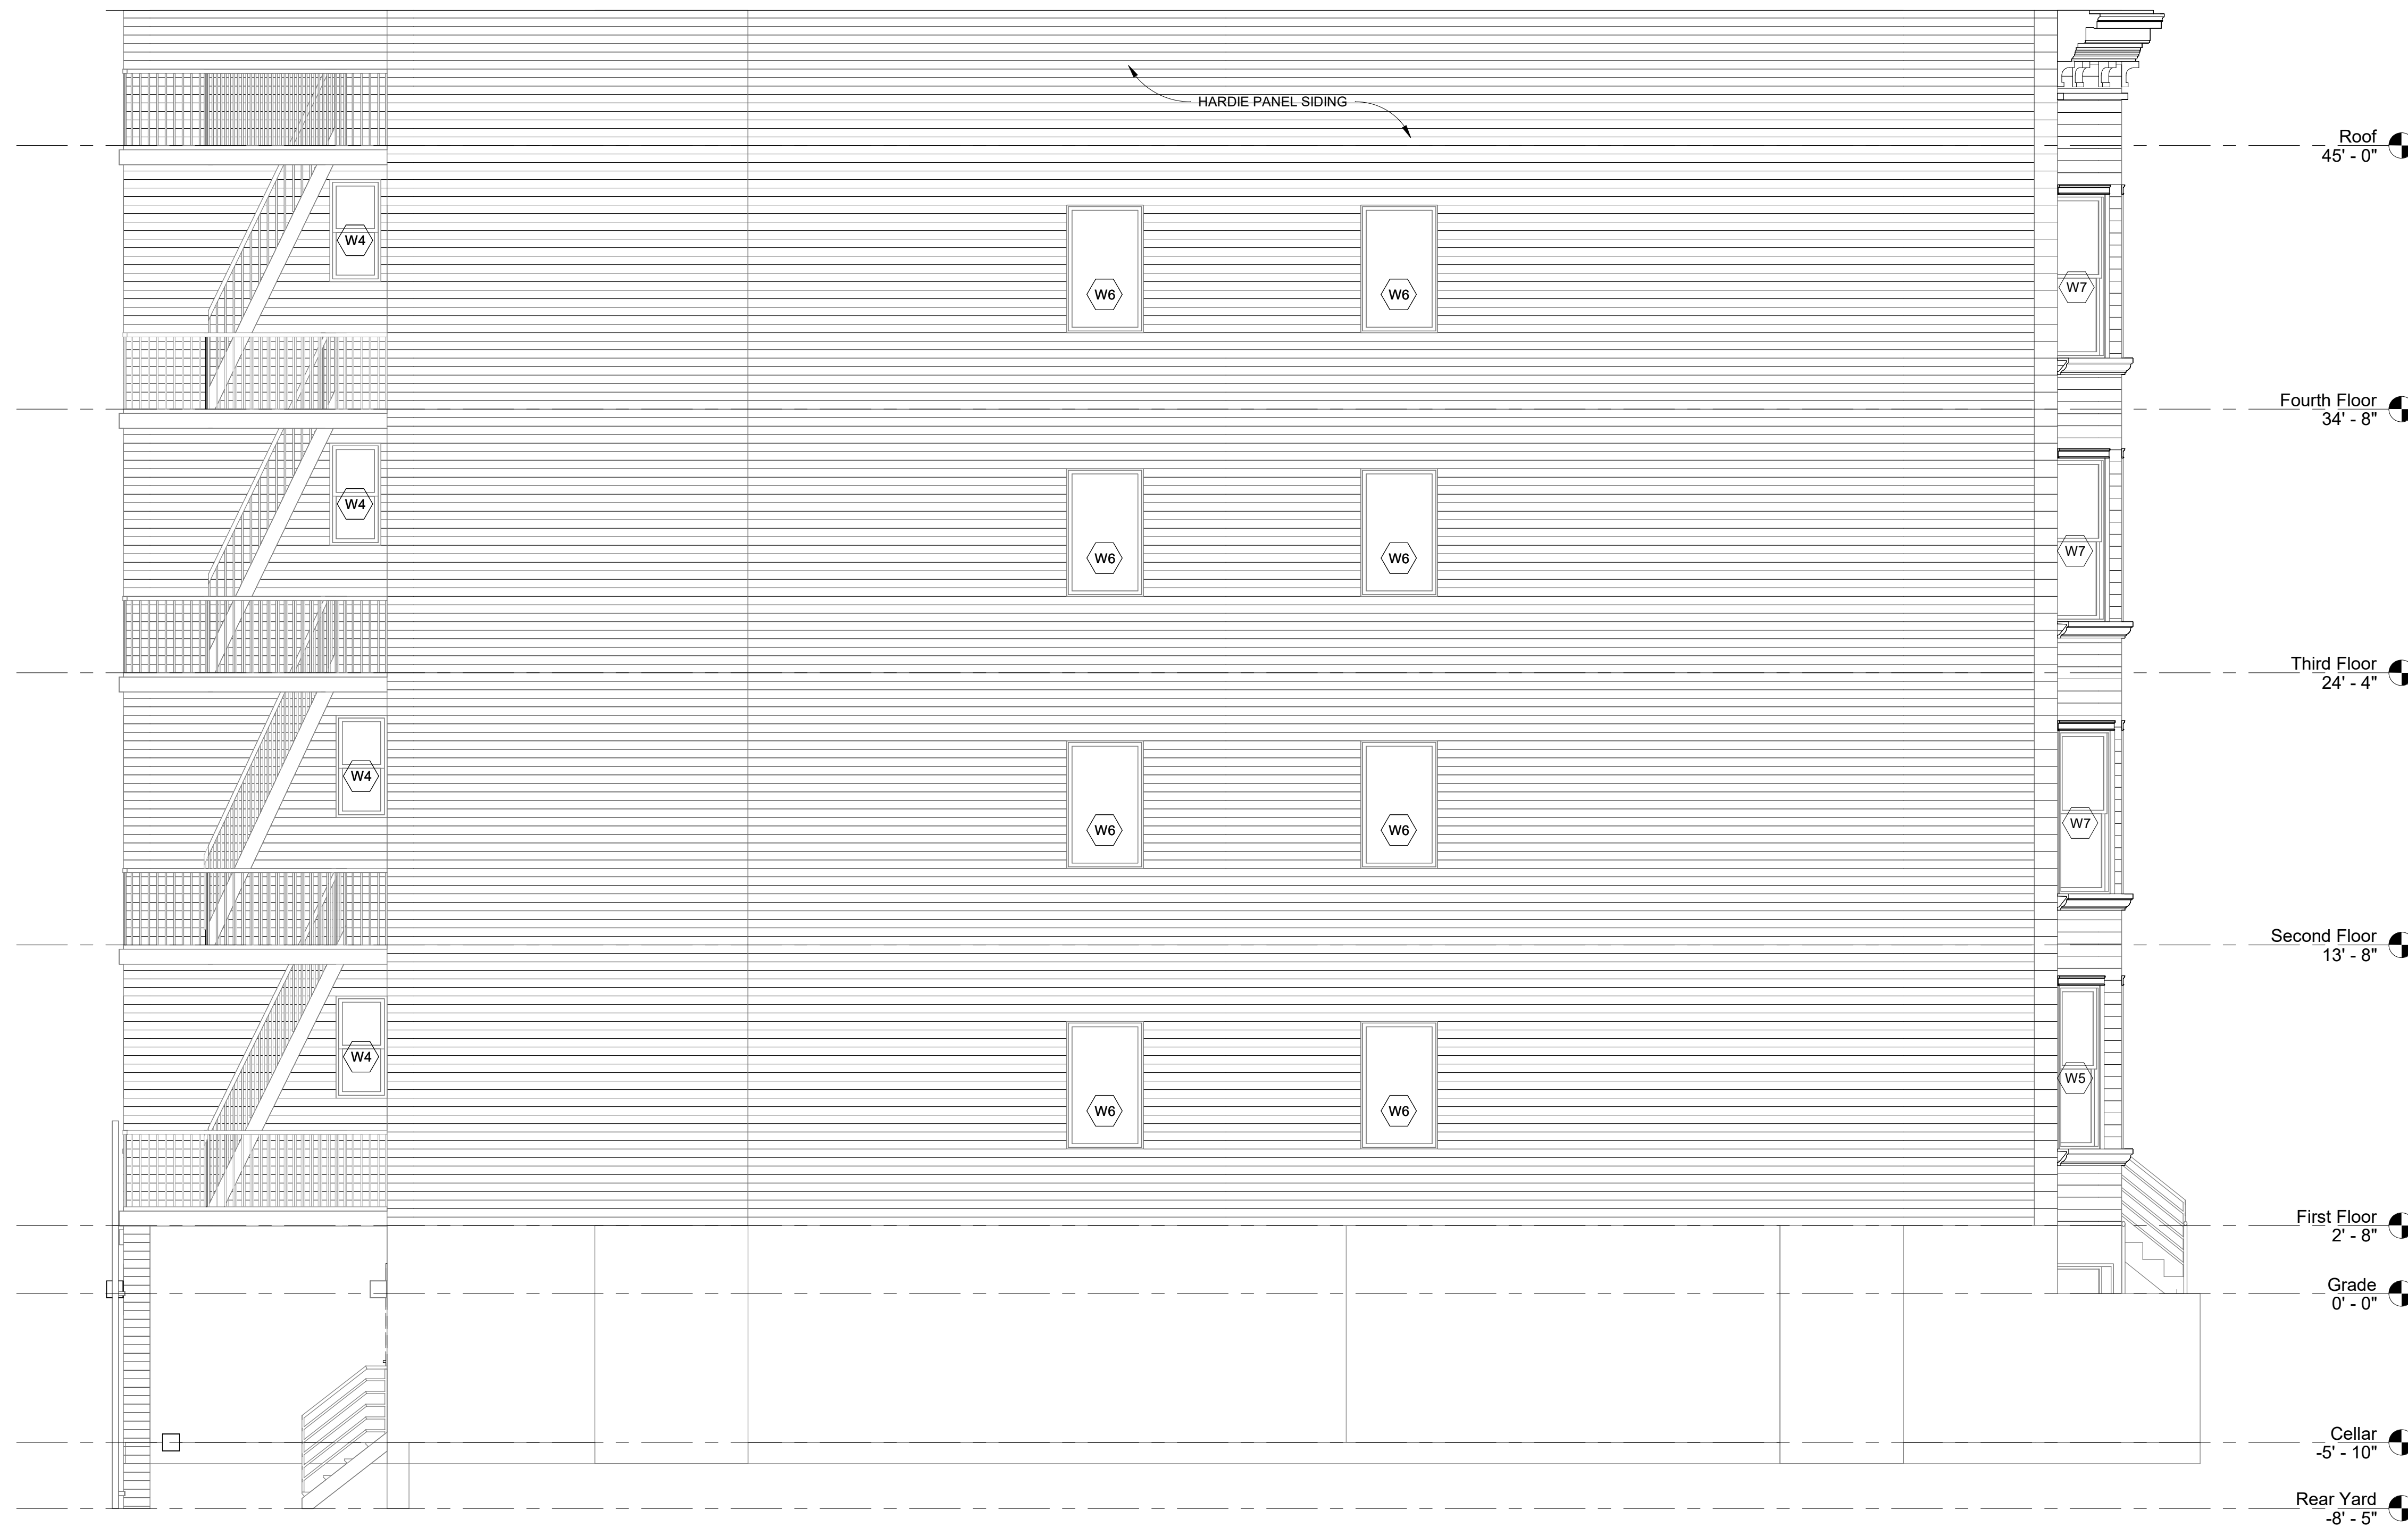 HARDIE PANEL SIDING
Roof
45' - 0"
W4
W6
W6
W7
Fourth Floor
34' - 8"
W4
W6
W6
W7
Third Floor
24' - 4"
W4
W6
W6
W7
Second Floor
13' - 8"
W4
W6
W6
W5
First Floor
2' - 8"
Grade
0' - 0"
Cellar
-5' - 10"
Rear Yard
-8' - 5"